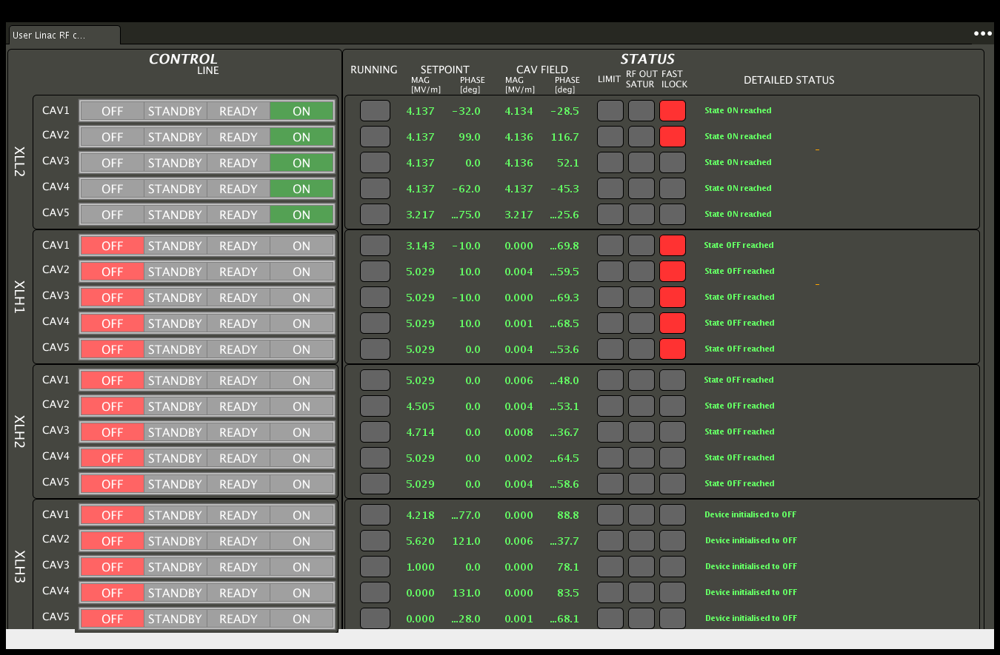 User Linac RF c...
•••
CONTROL
LINE
STATUS
RUNNING SETPOINT CAV FIELD LIMIT RF OUT SATUR FAST ILOCK DETAILED STATUS
MAG [MV/m] PHASE [deg] MAG [MV/m] PHASE [deg]
XLL2
CAV1 OFF STANDBY READY ON 4.137 -32.0 4.134 -28.5 State ON reached
CAV2 OFF STANDBY READY ON 4.137 99.0 4.136 116.7 State ON reached
CAV3 OFF STANDBY READY ON 4.137 0.0 4.136 52.1 State ON reached
CAV4 OFF STANDBY READY ON 4.137 -62.0 4.137 -45.3 State ON reached
CAV5 OFF STANDBY READY ON 3.217 ...75.0 3.217 ...25.6 State ON reached
XLH1
CAV1 OFF STANDBY READY ON 3.143 -10.0 0.000 ...69.8 State OFF reached
CAV2 OFF STANDBY READY ON 5.029 10.0 0.004 ...59.5 State OFF reached
CAV3 OFF STANDBY READY ON 5.029 -10.0 0.000 ...69.3 State OFF reached
CAV4 OFF STANDBY READY ON 5.029 10.0 0.001 ...68.5 State OFF reached
CAV5 OFF STANDBY READY ON 5.029 0.0 0.004 ...53.6 State OFF reached
XLH2
CAV1 OFF STANDBY READY ON 5.029 0.0 0.006 ...48.0 State OFF reached
CAV2 OFF STANDBY READY ON 4.505 0.0 0.004 ...53.1 State OFF reached
CAV3 OFF STANDBY READY ON 4.714 0.0 0.008 ...36.7 State OFF reached
CAV4 OFF STANDBY READY ON 5.029 0.0 0.002 ...64.5 State OFF reached
CAV5 OFF STANDBY READY ON 5.029 0.0 0.004 ...58.6 State OFF reached
XLH3
CAV1 OFF STANDBY READY ON 4.218 ...77.0 0.000 88.8 Device initialised to OFF
CAV2 OFF STANDBY READY ON 5.620 121.0 0.006 ...37.7 Device initialised to OFF
CAV3 OFF STANDBY READY ON 1.000 0.0 0.000 78.1 Device initialised to OFF
CAV4 OFF STANDBY READY ON 0.000 131.0 0.000 83.5 Device initialised to OFF
CAV5 OFF STANDBY READY ON 0.000 ...28.0 0.001 ...68.1 Device initialised to OFF